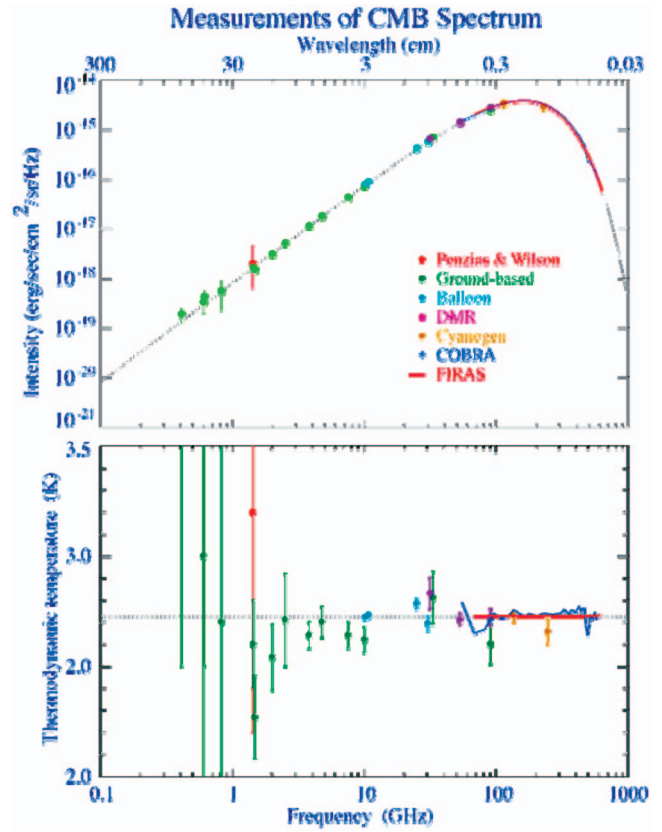 Measurements of CMB Spectrum
Wavelength (cm)
300 30 3 0.3 0.03
10⁻¹⁴
10⁻¹⁵
10⁻¹⁶
10⁻¹⁷
10⁻¹⁸
10⁻¹⁹
10⁻²⁰
10⁻²¹
Intensity (erg/sec/cm ²/sr/Hz)
Penzias & Wilson
Ground-based
Balloon
DMR
Cyanogen
COBRA
FIRAS
3.5
3.0
2.0
2.0
Thermodynamic temperature (K)
0.1 1 10 100 1000
Frequency (GHz)